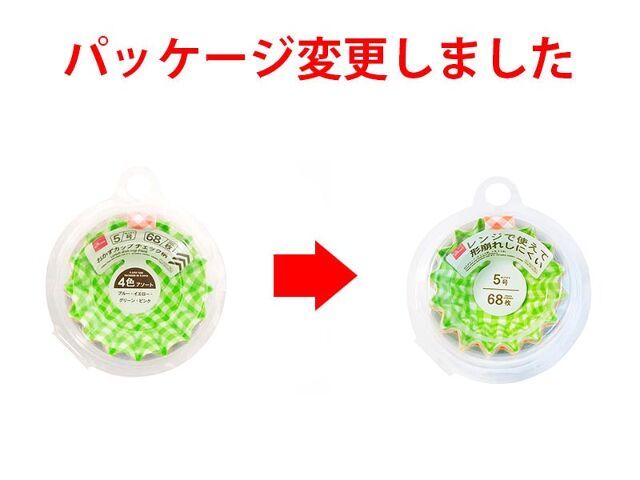 パッケージ変更しました
5号
68枚
おかずカップチェック柄
4色アソート
ブルー・イエロー・
グリーン・ピンク
レンジで使えて
形崩れしにくい
5号
68枚